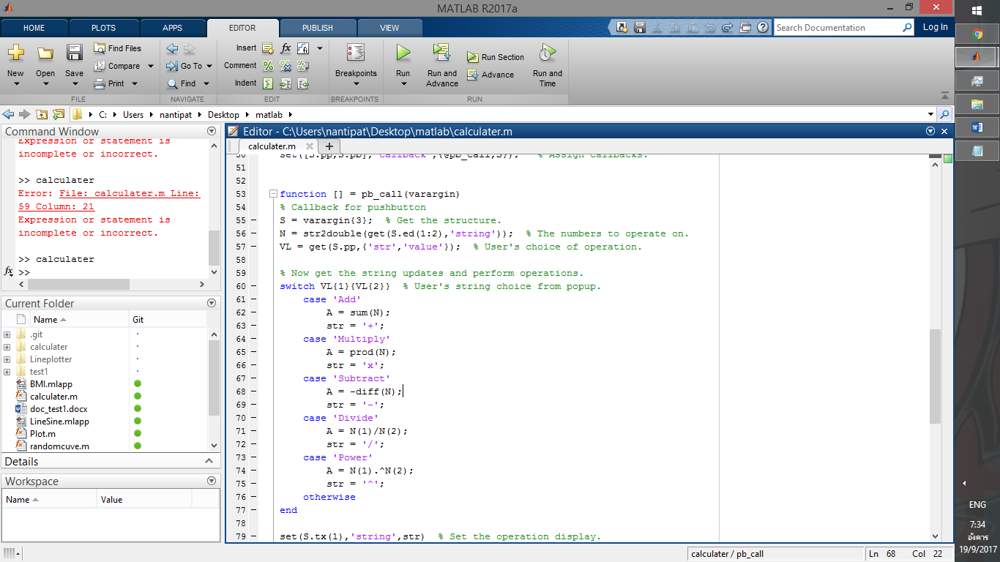 MATLAB R2017a
HOME PLOTS APPS EDITOR PUBLISH VIEW
Search Documentation
Log In
New Open Save
Find Files
Compare
Print
Go To
Find
Insert
Comment
Indent
fx
Breakpoints
Run
Run and Advance
Run Section
Advance
Run and Time
FILE NAVIGATE EDIT BREAKPOINTS RUN
C: Users nantipat Desktop matlab
Command Window
Expression or statement is
incomplete or incorrect.
>> calculater
Error: File: calculater.m Line:
59 Column: 21
Expression or statement is
incomplete or incorrect.
>> calculater
fx >>
Current Folder
Name Git
.git
calculater
Lineplotter
test1
BMI.mlapp
calculater.m
doc_test1.docx
LineSine.mlapp
Plot.m
randomcuve.m
Details
Workspace
Name Value
Editor - C:\Users\nantipat\Desktop\matlab\calculater.m
calculater.m
50 set([S.pp,S.pb],'callback',{@pb_call,S}); % Assign callbacks.
51
52
53 function [] = pb_call(varargin)
54 % Callback for pushbutton
55 S = varargin{3}; % Get the structure.
56 N = str2double(get(S.ed(1:2),'string')); % The numbers to operate on.
57 VL = get(S.pp,{'str','value'}); % User's choice of operation.
58
59 % Now get the string updates and perform operations.
60 switch VL{1}{VL{2}} % User's string choice from popup.
61 case 'Add'
62 A = sum(N);
63 str = '+';
64 case 'Multiply'
65 A = prod(N);
66 str = 'x';
67 case 'Subtract'
68 A = -diff(N);
69 str = '-';
70 case 'Divide'
71 A = N(1)/N(2);
72 str = '/';
73 case 'Power'
74 A = N(1).^N(2);
75 str = '^';
76 otherwise
77 end
78
79 set(S.tx(1),'string',str) % Set the operation display.
calculater / pb_call
Ln 68 Col 22
ENG
7:34
อังคาร
19/9/2017